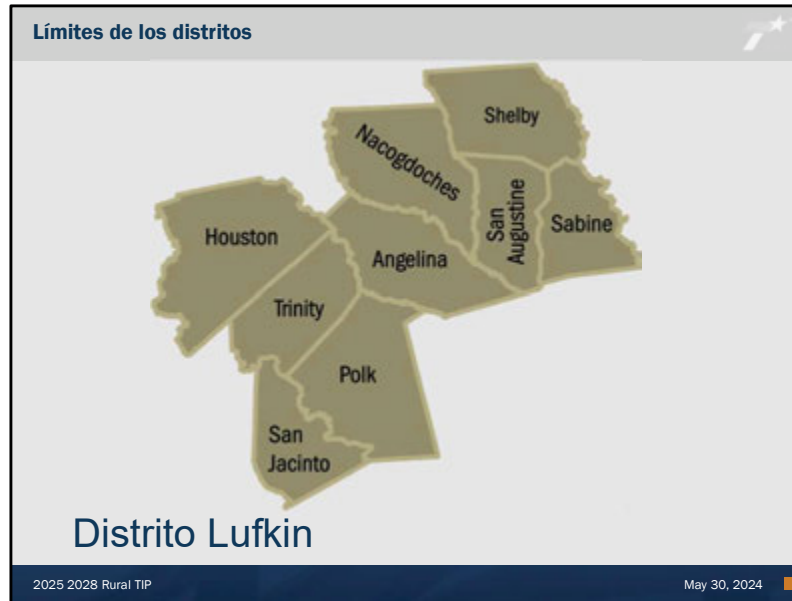 Límites de los distritos
Shelby
Nacogdoches
San
Augustine
Sabine
Houston
Angelina
Trinity
Polk
San
Jacinto
Distrito Lufkin
2025 2028 Rural TIP
May 30, 2024